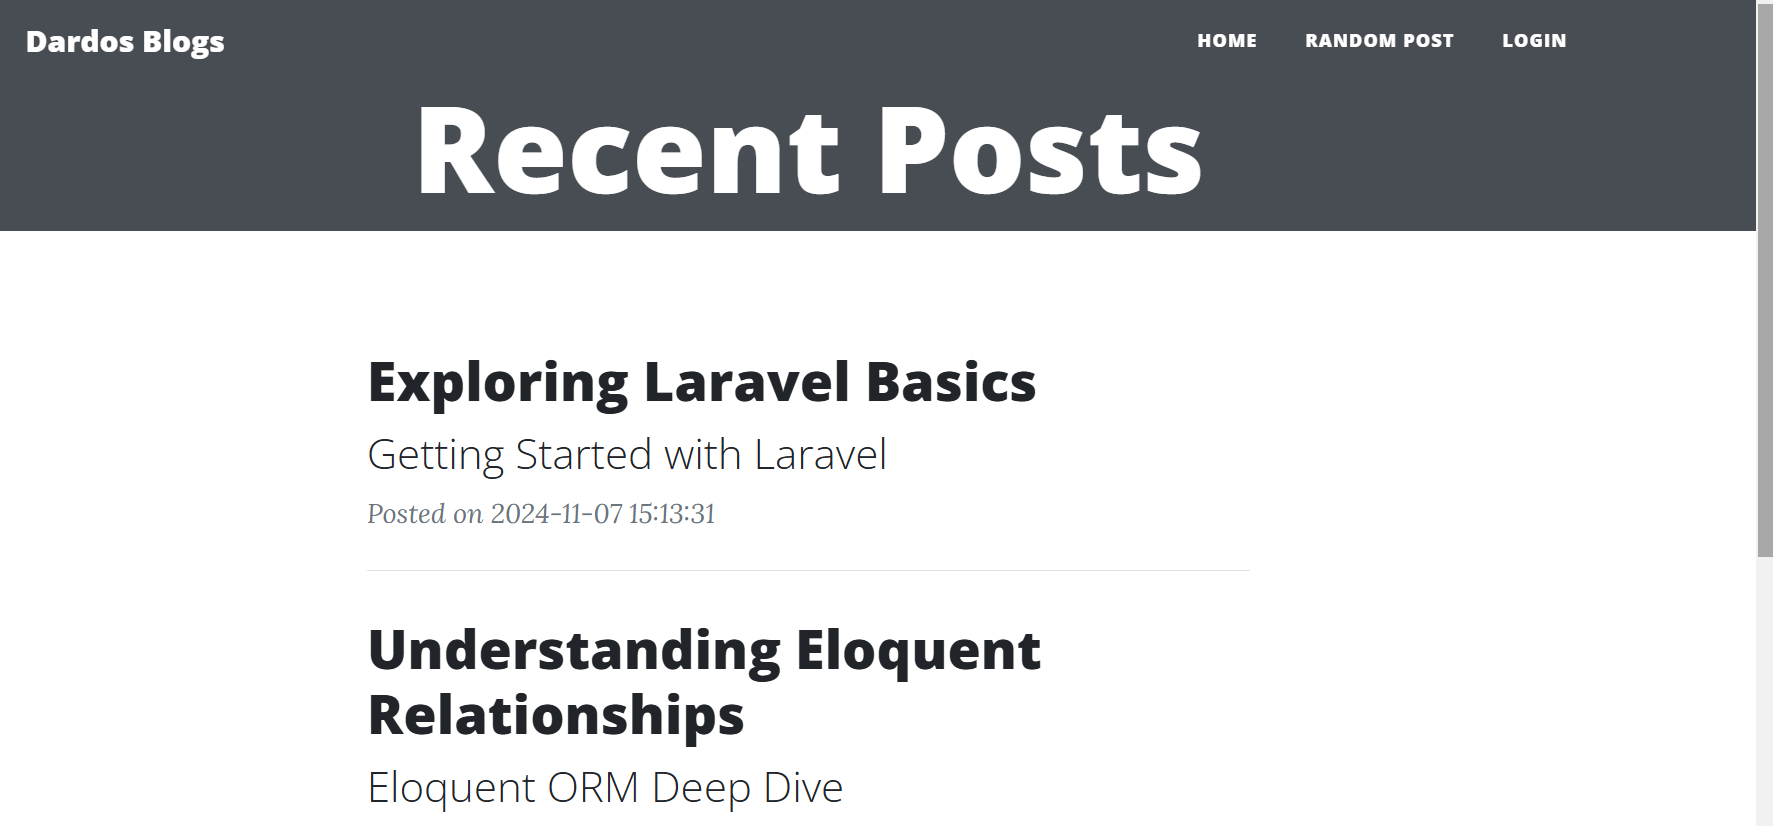 Dardos Blogs
HOME RANDOM POST LOGIN
Recent Posts
Exploring Laravel Basics
Getting Started with Laravel
Posted on 2024-11-07 15:13:31
Understanding Eloquent
Relationships
Eloquent ORM Deep Dive